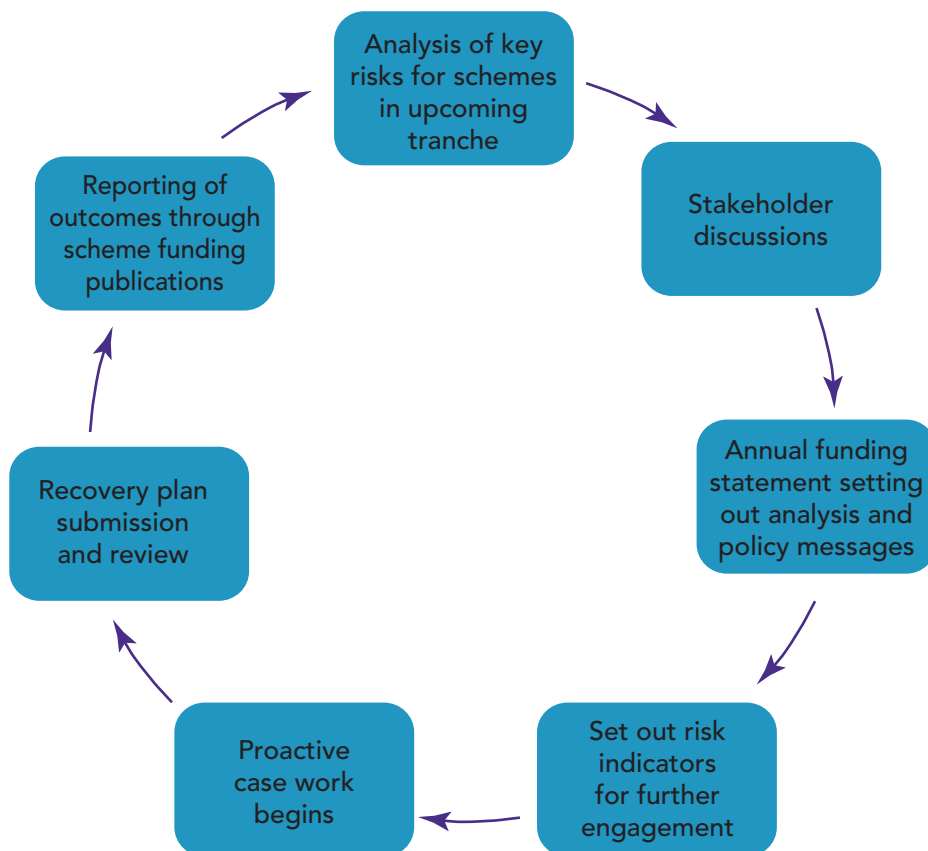 Analysis of key
risks for schemes
in upcoming
tranche
Stakeholder
discussions
Annual funding
statement setting
out analysis and
policy messages
Set out risk
indicators
for further
engagement
Proactive
case work
begins
Recovery plan
submission
and review
Reporting of
outcomes through
scheme funding
publications